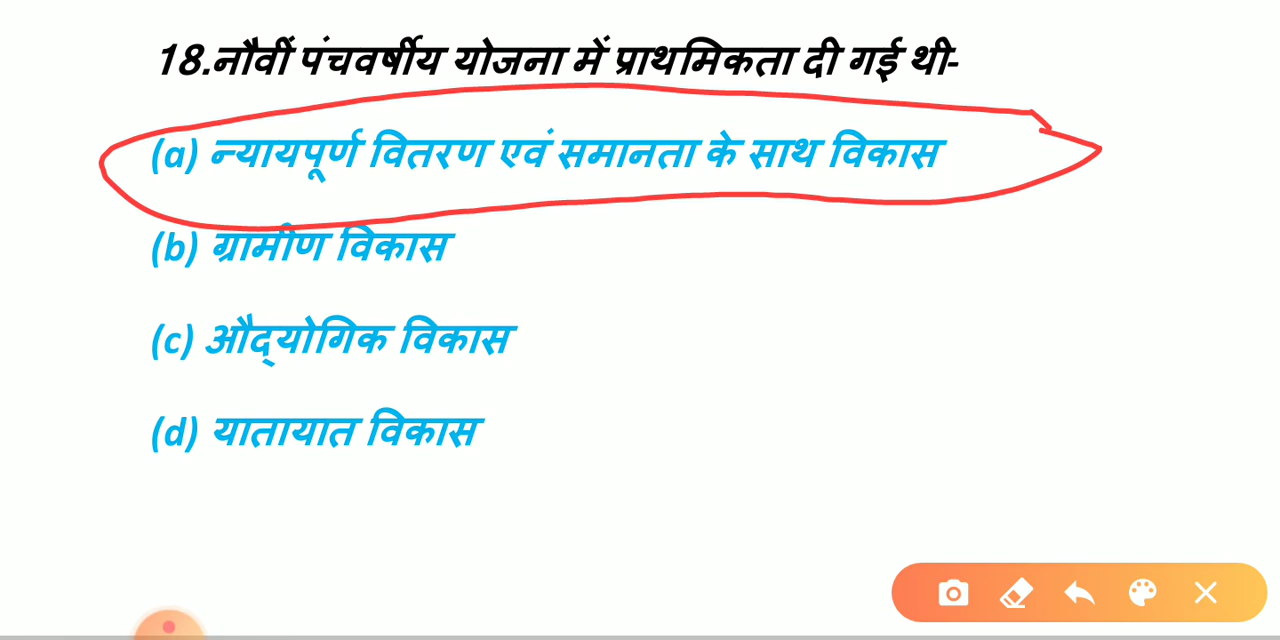 18.नौवीं पंचवर्षीय योजना में प्राथमिकता दी गई थी-
(a) न्यायपूर्ण वितरण एवं समानता के साथ विकास
(b) ग्रामीण विकास
(c) औद्योगिक विकास
(d) यातायात विकास